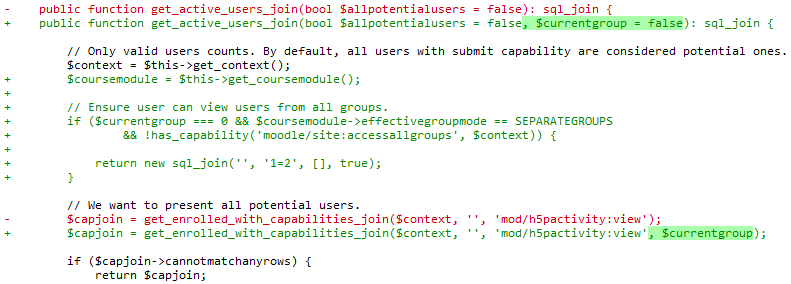 -    public function get_active_users_join(bool $allpotentialusers = false): sql_join {
+    public function get_active_users_join(bool $allpotentialusers = false, $currentgroup = false): sql_join {

         // Only valid users counts. By default, all users with submit capability are considered potential ones.
         $context = $this->get_context();
+        $coursemodule = $this->get_coursemodule();
+
+        // Ensure user can view users from all groups.
+        if ($currentgroup === 0 && $coursemodule->effectivegroupmode == SEPARATEGROUPS
+                && !has_capability('moodle/site:accessallgroups', $context)) {
+
+            return new sql_join('', '1=2', [], true);
+        }

         // We want to present all potential users.
-        $capjoin = get_enrolled_with_capabilities_join($context, '', 'mod/h5pactivity:view');
+        $capjoin = get_enrolled_with_capabilities_join($context, '', 'mod/h5pactivity:view', $currentgroup);

         if ($capjoin->cannotmatchanyrows) {
             return $capjoin;